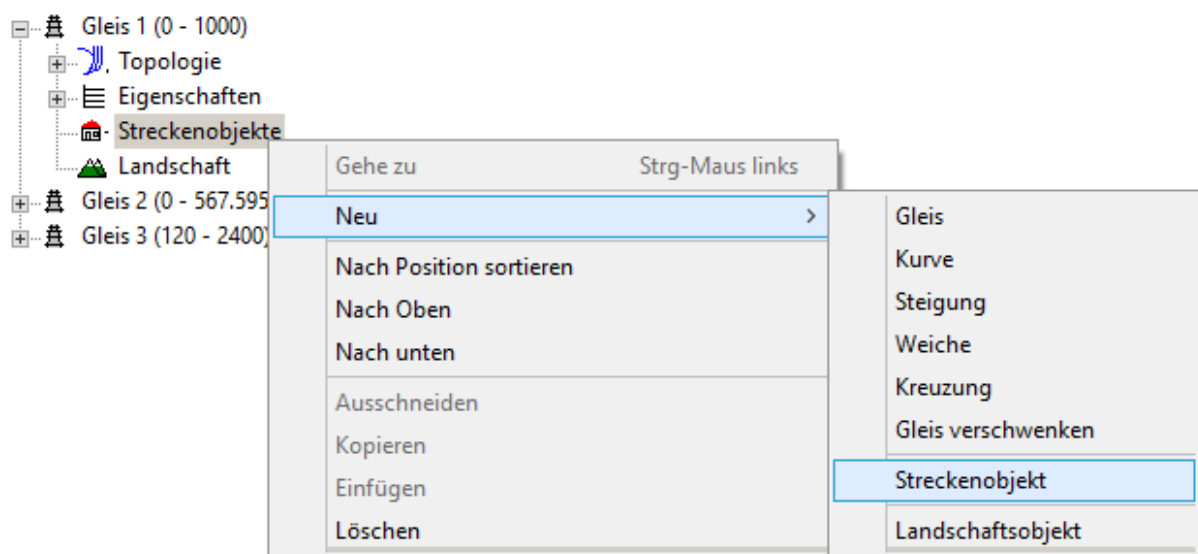 Gleis 1 (0 - 1000)
Topologie
Eigenschaften
Streckenobjekte
Landschaft
Gleis 2 (0 - 567.595
Gleis 3 (120 - 2400)
Gehe zu Strg-Maus links
Neu
Nach Position sortieren
Nach Oben
Nach unten
Ausschneiden
Kopieren
Einfügen
Löschen
Gleis
Kurve
Steigung
Weiche
Kreuzung
Gleis verschwenken
Streckenobjekt
Landschaftsobjekt